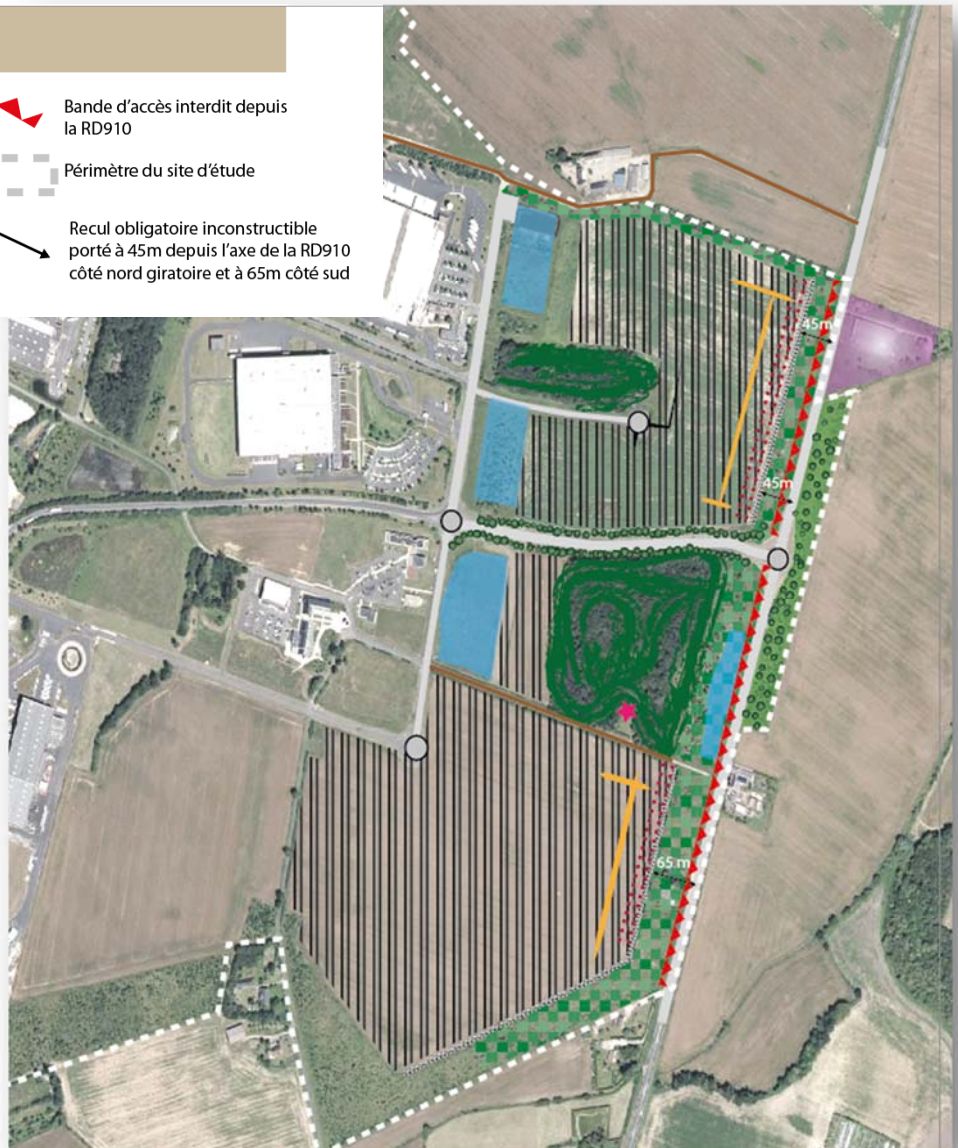 Bande d'accès interdit depuis
la RD910
Périmètre du site d'étude
Recul obligatoire inconstructible
porté à 45m depuis l'axe de la RD910
côté nord giratoire et à 65m côté sud
45m
45m
65 m